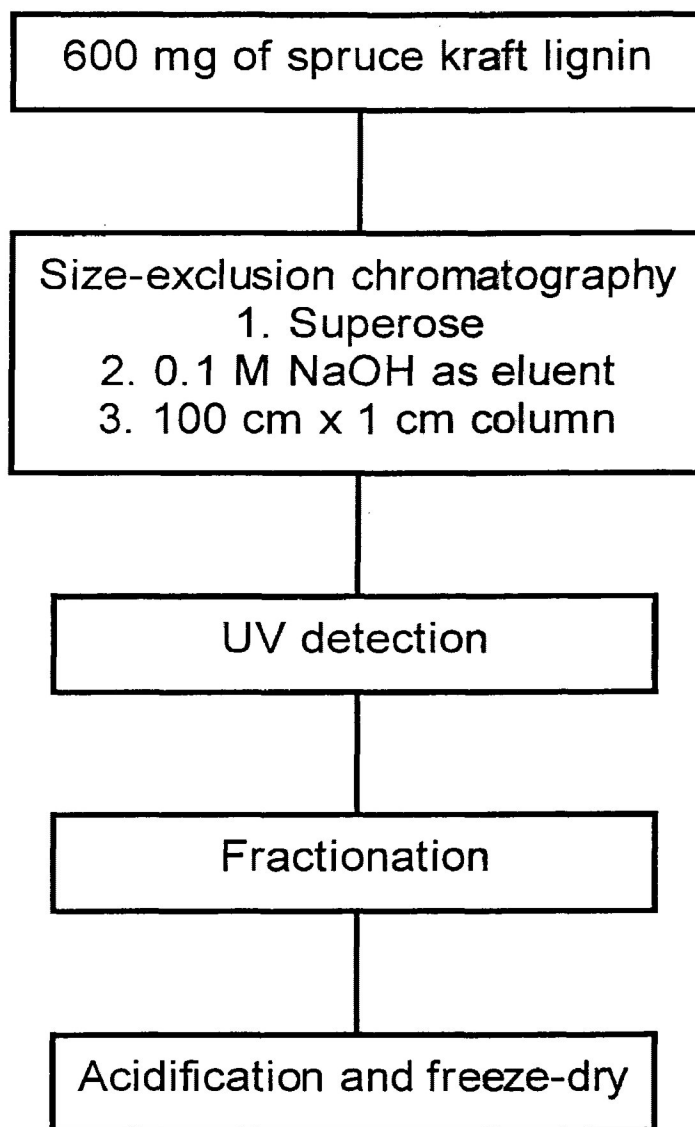 600 mg of spruce kraft lignin
Size-exclusion chromatography
1. Superose
2. 0.1 M NaOH as eluent
3. 100 cm x 1 cm column
UV detection
Fractionation
Acidification and freeze-dry